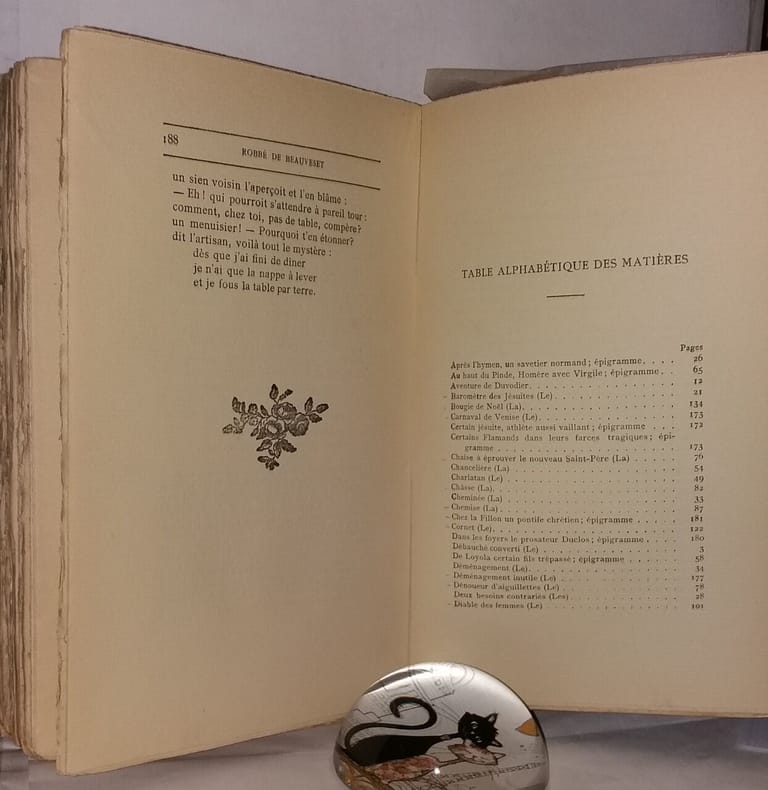 188
ROBBÉ DE BEAUVESET
un sien voisin l'aperçoit et l'en blâme :
— Eh ! qui pourroit s'attendre à pareil tour :
comment, chez toi, pas de table, compère?
un menuisier! — Pourquoi t'en étonner?
dit l'artisan, voilà tout le mystère :
dès que j'ai fini de dîner
je n'ai que la nappe à lever
et je fous la table par terre.
TABLE ALPHABÉTIQUE DES MATIÈRES
Pages
Après l'hymen, un savetier normand ; épigramme. . . . 26
Au haut du Pinde, Homère avec Virgile ; épigramme. . 65
Aventure de Duvodier. . . . . . . . . . . . . . . 12
Baromètre des Jésuites (Le) . . . . . . . . . . . . 21
Bougie de Noël (La). . . . . . . . . . . . . . . 134
Carnaval de Venise (Le) . . . . . . . . . . . . . 173
Certain jésuite, athlète aussi vaillant ; épigramme . . . 172
Certains Flamands dans leurs farces tragiques ; épi-
gramme . . . . . . . . . . . . . . . . . . 173
Chaise à éprouver le nouveau Saint-Père (La) . . . . . 76
Chancelière (La) . . . . . . . . . . . . . . . . 54
Charlatan (Le) . . . . . . . . . . . . . . . . . 49
Châsse (La). . . . . . . . . . . . . . . . . . 82
Cheminée (La) . . . . . . . . . . . . . . . . . 33
Chemise (La) . . . . . . . . . . . . . . . . . 87
Chez la Fillon un pontife chrétien ; épigramme . . . . 181
Cornet (Le). . . . . . . . . . . . . . . . . . 122
Dans les foyers le prosateur Duclos ; épigramme . . . . 180
Débauché converti (Le) . . . . . . . . . . . . . 3
De Loyola certain fils trépassé ; épigramme . . . . . . 58
Déménagement (Le). . . . . . . . . . . . . . . 34
Déménagement inutile (Le) . . . . . . . . . . . . 177
Dénoueur d'aiguillettes (Le) . . . . . . . . . . . . 78
Deux besoins contrariés (Les) . . . . . . . . . . . 28
Diable des femmes (Le) . . . . . . . . . . . . . 101